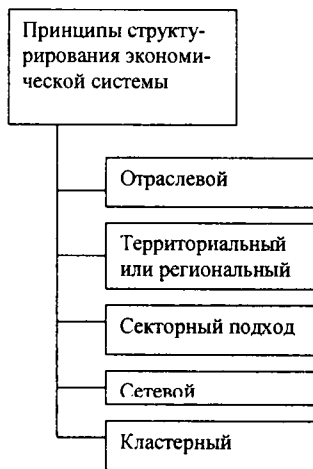 Принципы структу-
рирования экономи-
ческой системы
Отраслевой
Территориальный
или региональный
Секторный подход
Сетевой
Кластерный